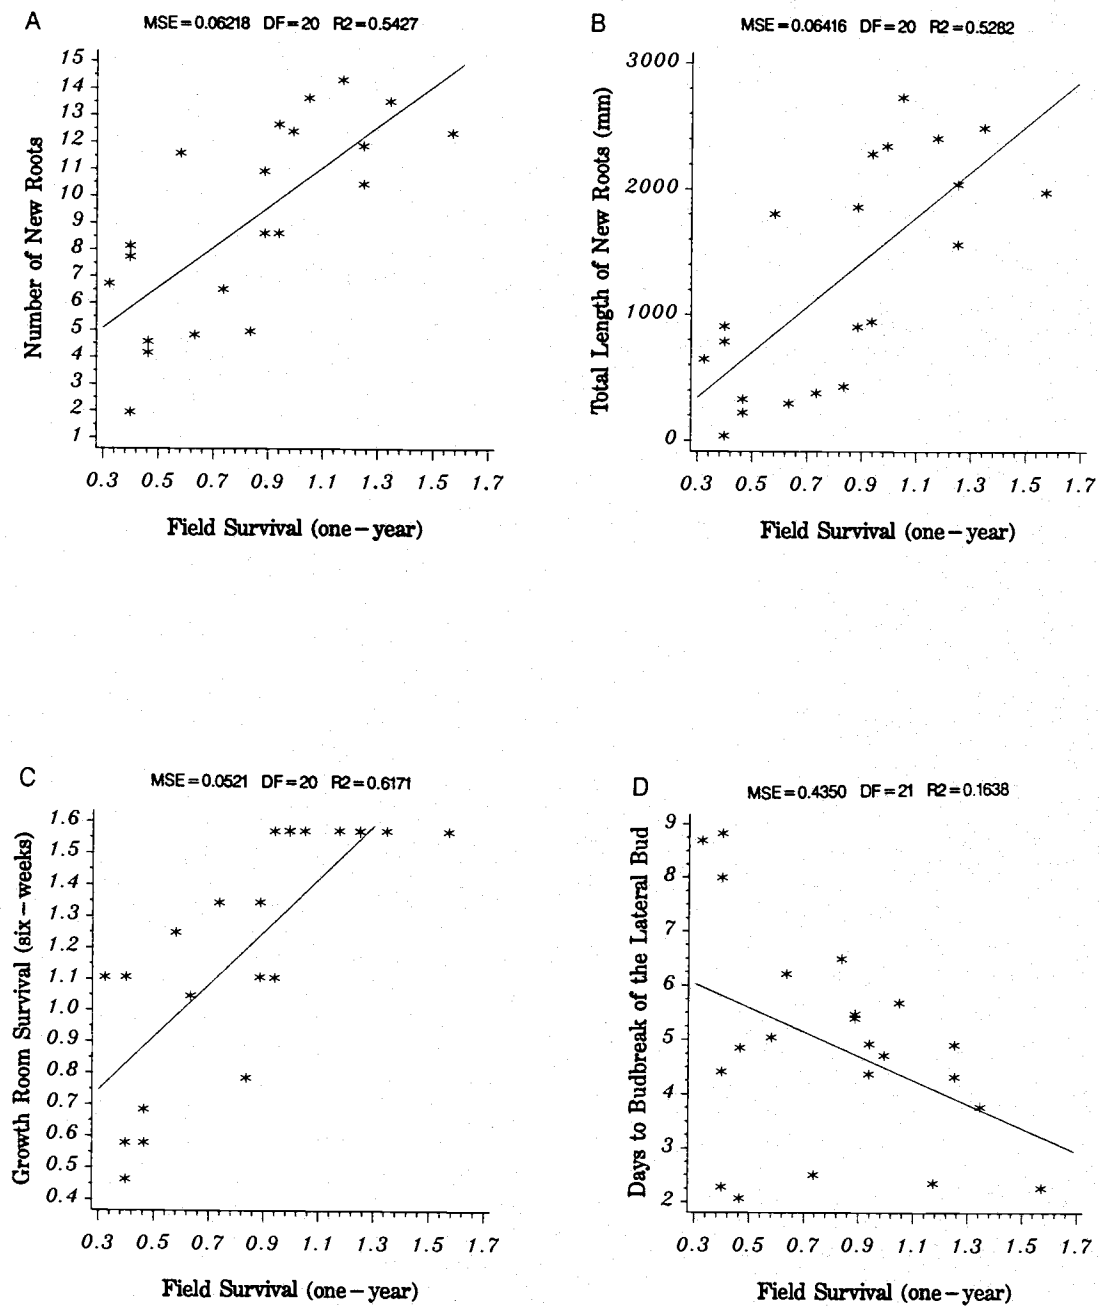 A
MSE=0.06218 DF=20 R2=0.5427
15
14
13
12
11
10
9
8
7
6
5
4
3
2
1
Number of New Roots
0.3 0.5 0.7 0.9 1.1 1.3 1.5 1.7
Field Survival (one-year)
B
MSE=0.06416 DF=20 R2=0.5282
3000
2000
1000
0
Total Length of New Roots (mm)
0.3 0.5 0.7 0.9 1.1 1.3 1.5 1.7
Field Survival (one-year)
C
MSE=0.0521 DF=20 R2=0.6171
1.6
1.5
1.4
1.3
1.2
1.1
1.0
0.9
0.8
0.7
0.6
0.5
0.4
Growth Room Survival (six-weeks)
0.3 0.5 0.7 0.9 1.1 1.3 1.5 1.7
Field Survival (one-year)
D
MSE=0.4350 DF=21 R2=0.1638
9
8
7
6
5
4
3
2
Days to Budbreak of the Lateral Bud
0.3 0.5 0.7 0.9 1.1 1.3 1.5 1.7
Field Survival (one-year)